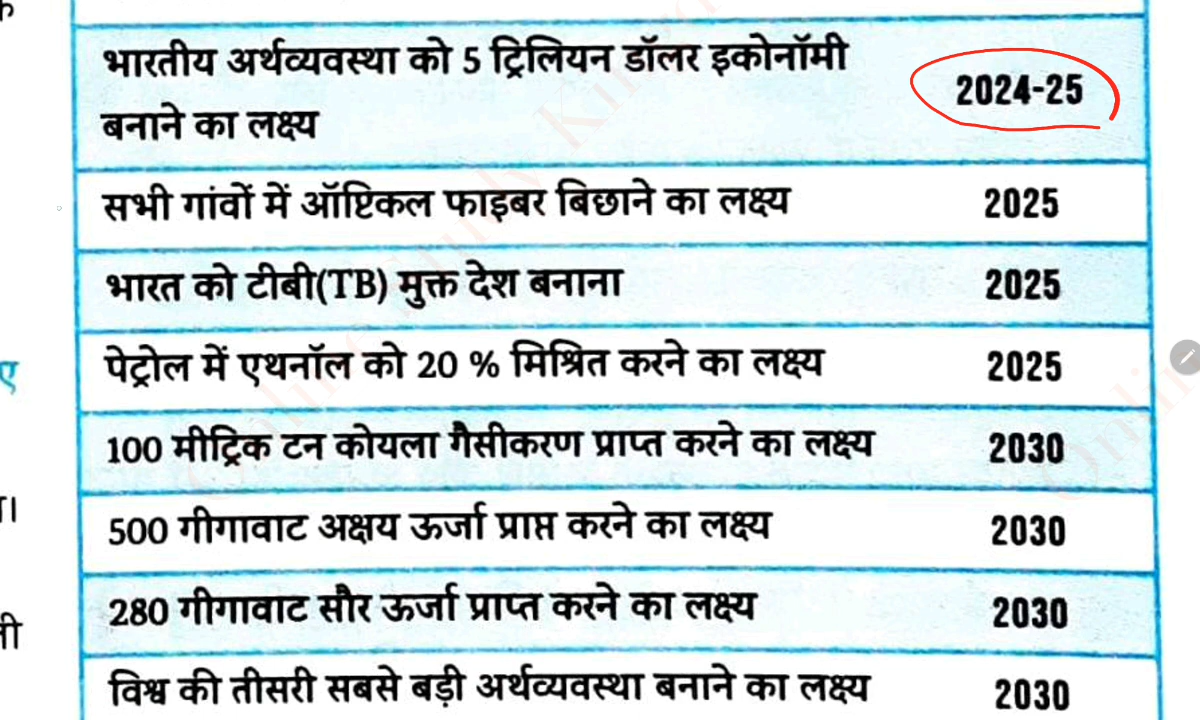 भारतीय अर्थव्यवस्था को 5 ट्रिलियन डॉलर इकोनॉमी
बनाने का लक्ष्य 2024-25
सभी गांवों में ऑप्टिकल फाइबर बिछाने का लक्ष्य 2025
भारत को टीबी(TB) मुक्त देश बनाना 2025
पेट्रोल में एथनॉल को 20 % मिश्रित करने का लक्ष्य 2025
100 मीट्रिक टन कोयला गैसीकरण प्राप्त करने का लक्ष्य 2030
500 गीगावाट अक्षय ऊर्जा प्राप्त करने का लक्ष्य 2030
280 गीगावाट सौर ऊर्जा प्राप्त करने का लक्ष्य 2030
विश्व की तीसरी सबसे बड़ी अर्थव्यवस्था बनाने का लक्ष्य 2030
ए